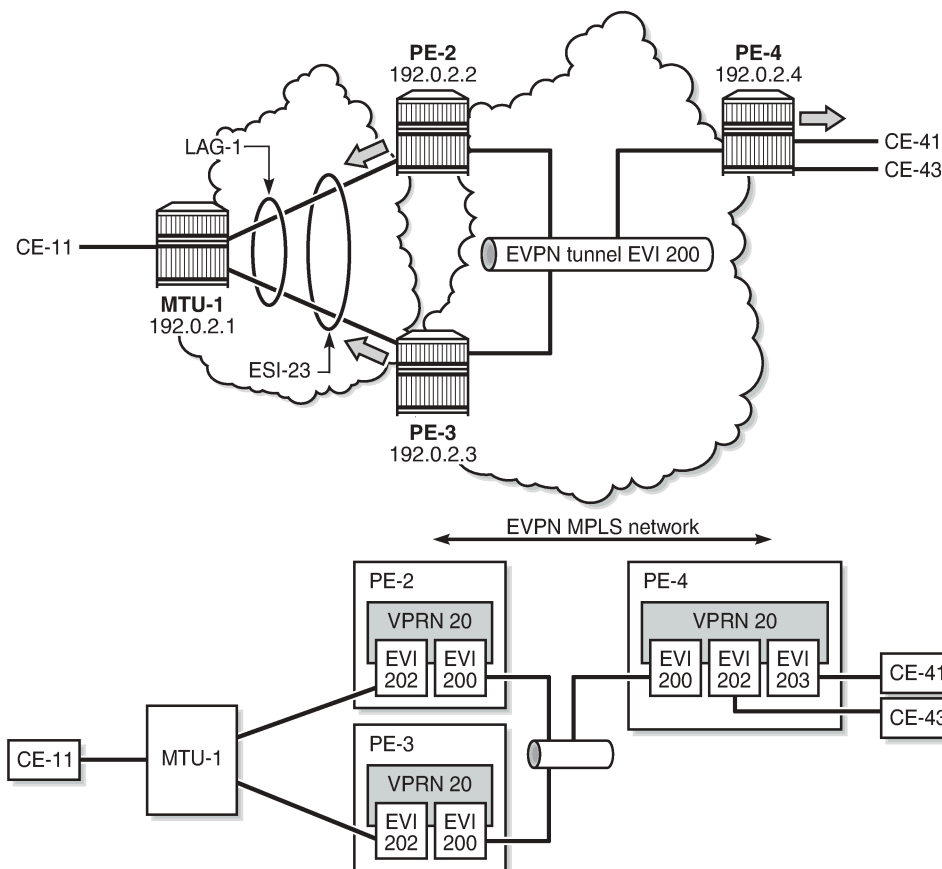 PE-2
192.0.2.2
PE-4
192.0.2.4
LAG-1
CE-41
CE-43
CE-11
EVPN tunnel EVI 200
MTU-1
192.0.2.1
ESI-23
PE-3
192.0.2.3
EVPN MPLS network
PE-2
VPRN 20
EVI
202
EVI
200
PE-4
VPRN 20
EVI
200
EVI
202
EVI
203
CE-41
CE-43
CE-11
MTU-1
PE-3
VPRN 20
EVI
202
EVI
200